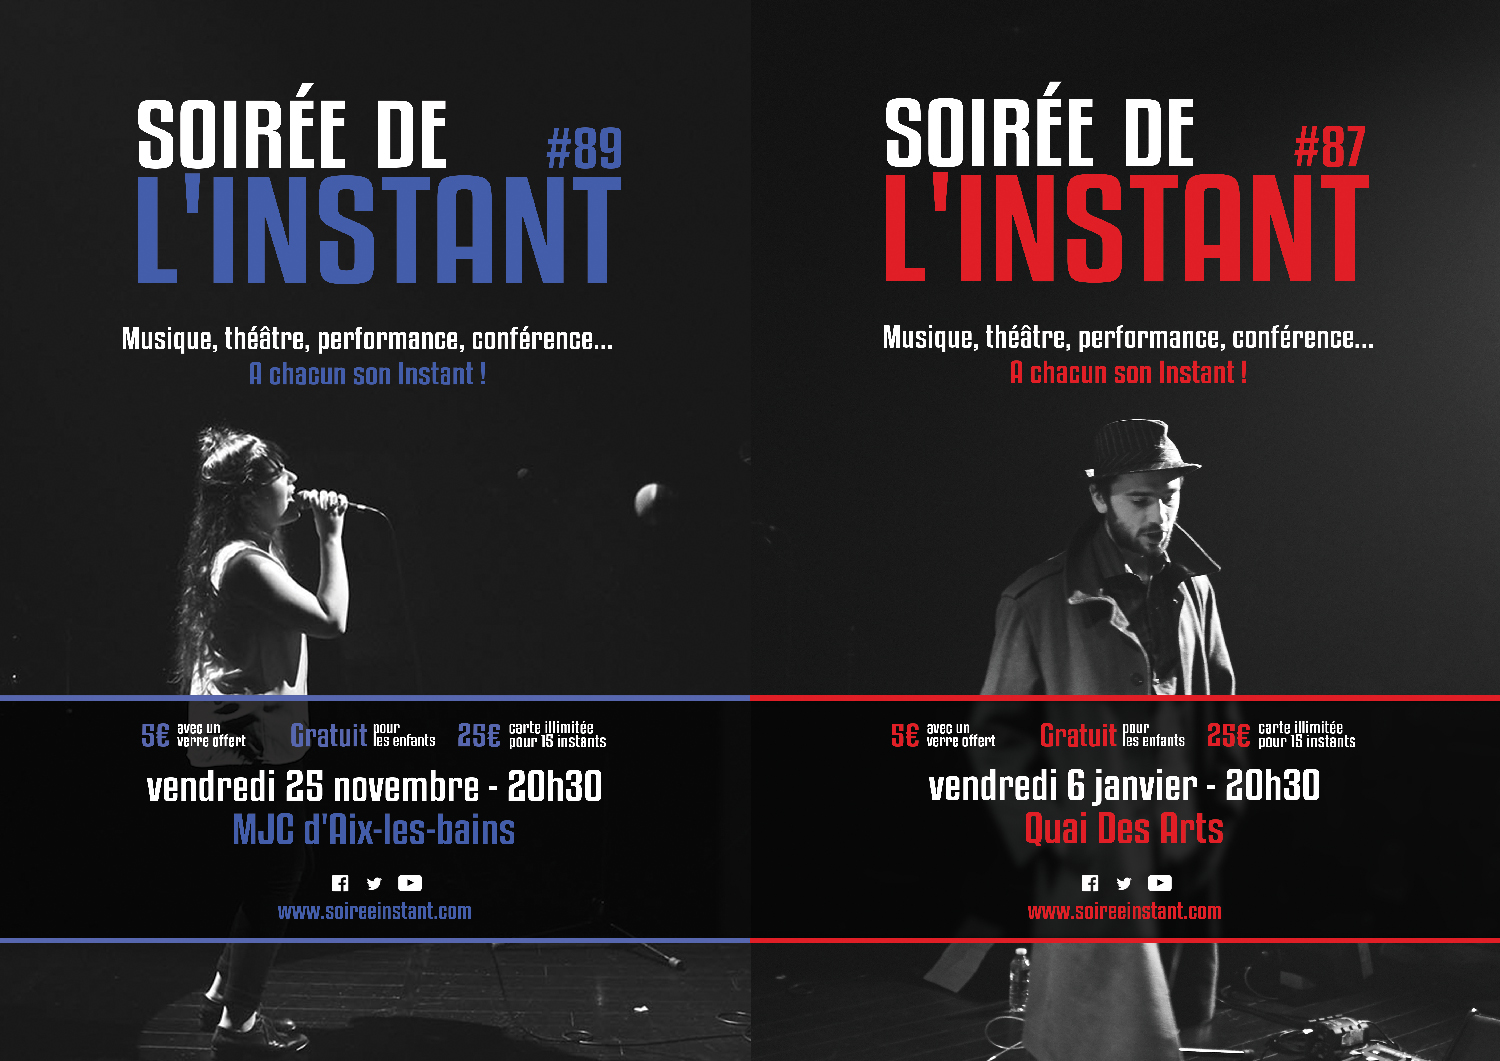 SOIRÉE DE
#89
L'INSTANT
Musique, théâtre, performance, conférence...
A chacun son Instant !
5€ avec un verre offert
Gratuit pour les enfants
25€ carte illimitée pour 15 instants
vendredi 25 novembre - 20h30
MJC d'Aix-les-bains
www.soireeinstant.com
SOIRÉE DE
#87
L'INSTANT
Musique, théâtre, performance, conférence...
A chacun son Instant !
5€ avec un verre offert
Gratuit pour les enfants
25€ carte illimitée pour 15 instants
vendredi 6 janvier - 20h30
Quai Des Arts
www.soireeinstant.com